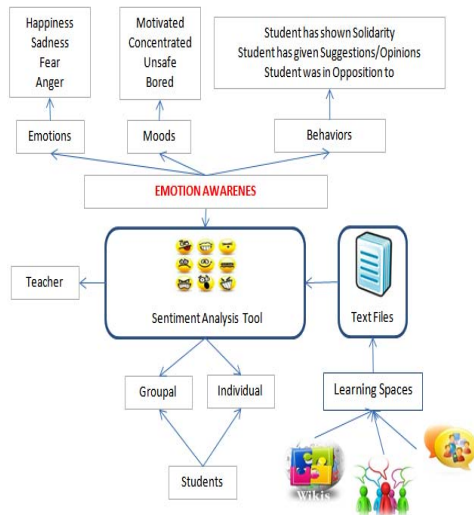 Happiness
Sadness
Fear
Anger
Motivated
Concentrated
Unsafe
Bored
Student has shown Solidarity
Student has given Suggestions/Opinions
Student was in Opposition to
Emotions
Moods
Behaviors
EMOTION AWARENES
Teacher
Sentiment Analysis Tool
Text Files
Groupal
Individual
Learning Spaces
Students
Wikis